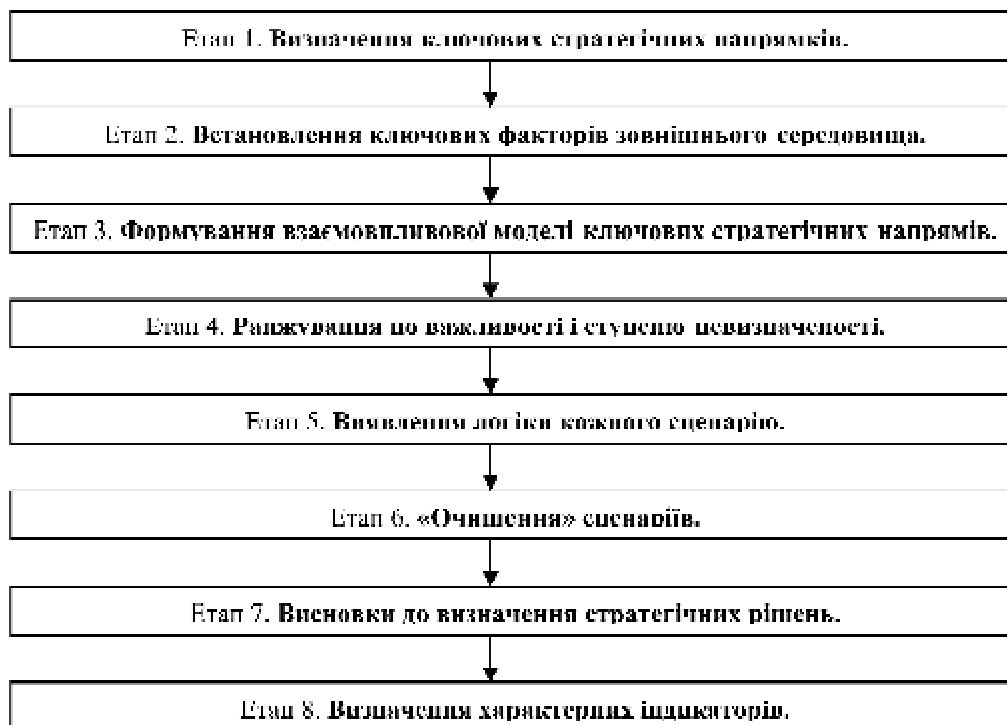 Етап 1. Визначення ключових стратегічних напрямків.
Етап 2. Встановлення ключових факторів зовнішнього середовища.
Етап 3. Формування взаємовпливової моделі ключових стратегічних напрямів.
Етап 4. Ранжування по важливості і ступеню невизначеності.
Етап 5. Виявлення логіки кожного сценарію.
Етап 6. «Очищення» сценаріїв.
Етап 7. Висновки до визначення стратегічних рішень.
Етап 8. Визначення характерних індикаторів.